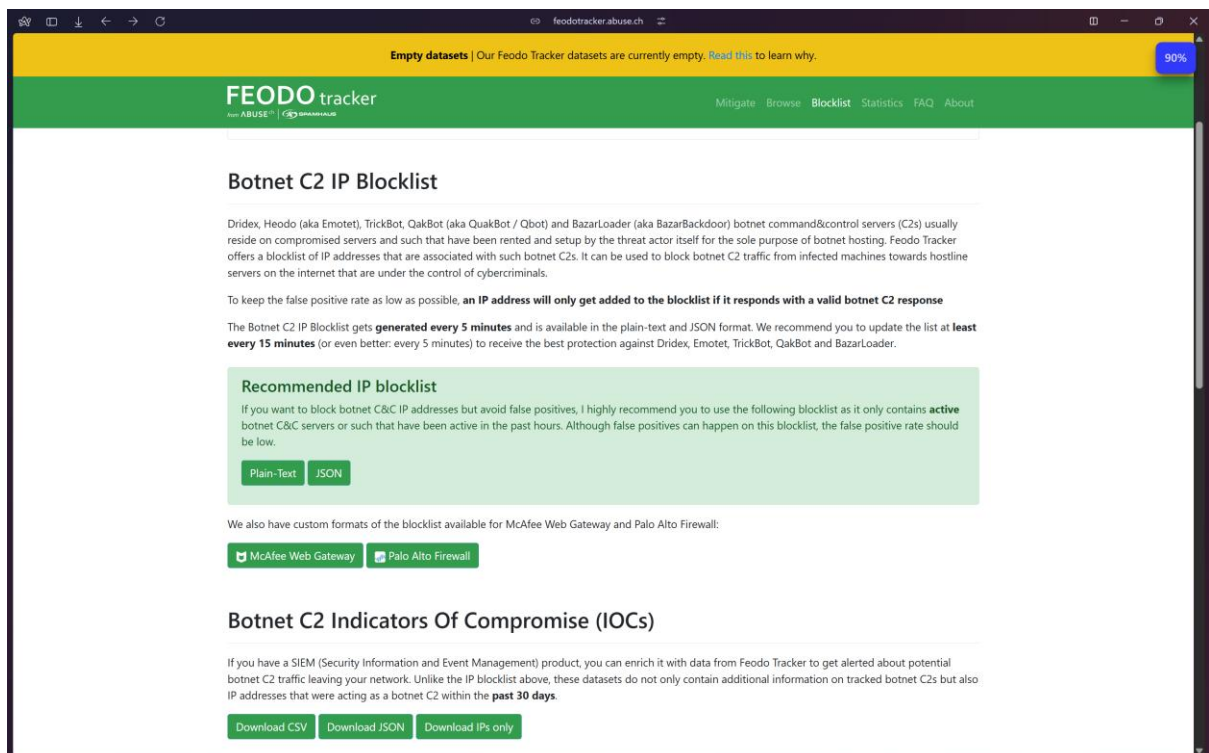 feodotracker.abuse.ch
Empty datasets | Our Feodo Tracker datasets are currently empty. Read this to learn why.
90%
FEODO tracker
from ABUSE ch | SPAMHAUS
Mitigate Browse Blocklist Statistics FAQ About
Botnet C2 IP Blocklist
Dridex, Heodo (aka Emotet), TrickBot, QakBot (aka QuakBot / Qbot) and BazarLoader (aka BazarBackdoor) botnet command&control servers (C2s) usually
reside on compromised servers and such that have been rented and setup by the threat actor itself for the sole purpose of botnet hosting. Feodo Tracker
offers a blocklist of IP addresses that are associated with such botnet C2s. It can be used to block botnet C2 traffic from infected machines towards hostline
servers on the internet that are under the control of cybercriminals.
To keep the false positive rate as low as possible, an IP address will only get added to the blocklist if it responds with a valid botnet C2 response
The Botnet C2 IP Blocklist gets generated every 5 minutes and is available in the plain-text and JSON format. We recommend you to update the list at least
every 15 minutes (or even better: every 5 minutes) to receive the best protection against Dridex, Emotet, TrickBot, QakBot and BazarLoader.
Recommended IP blocklist
If you want to block botnet C&C IP addresses but avoid false positives, I highly recommend you to use the following blocklist as it only contains active
botnet C&C servers or such that have been active in the past hours. Although false positives can happen on this blocklist, the false positive rate should
be low.
Plain-Text JSON
We also have custom formats of the blocklist available for McAfee Web Gateway and Palo Alto Firewall:
McAfee Web Gateway Palo Alto Firewall
Botnet C2 Indicators Of Compromise (IOCs)
If you have a SIEM (Security Information and Event Management) product, you can enrich it with data from Feodo Tracker to get alerted about potential
botnet C2 traffic leaving your network. Unlike the IP blocklist above, these datasets do not only contain additional information on tracked botnet C2s but also
IP addresses that were acting as a botnet C2 within the past 30 days.
Download CSV Download JSON Download IPs only